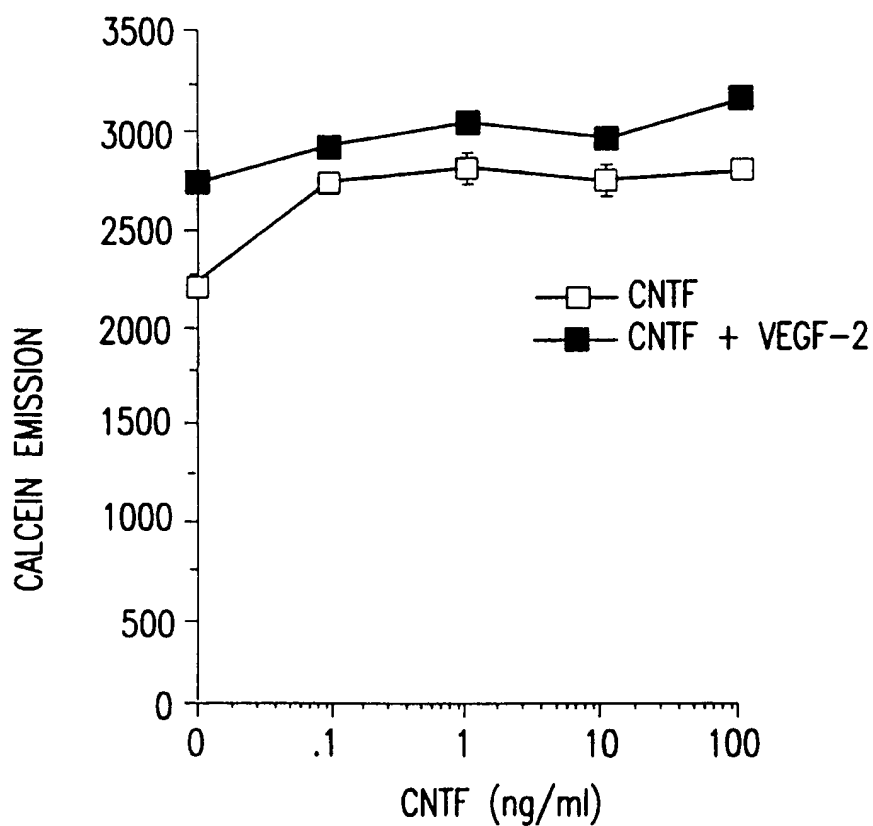 3500
3000
2500
2000
1500
1000
500
0
CALCEIN EMISSION
CNTF
CNTF + VEGF-2
0 .1 1 10 100
CNTF (ng/ml)